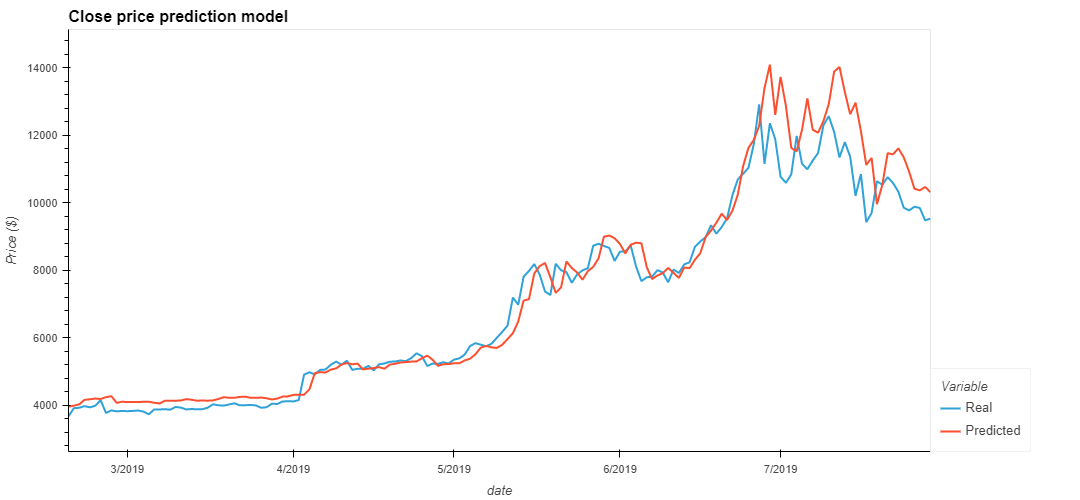 Close price prediction model
Price ($)
14000
12000
10000
8000
6000
4000
3/2019 4/2019 5/2019 6/2019 7/2019
date
Variable
Real
Predicted